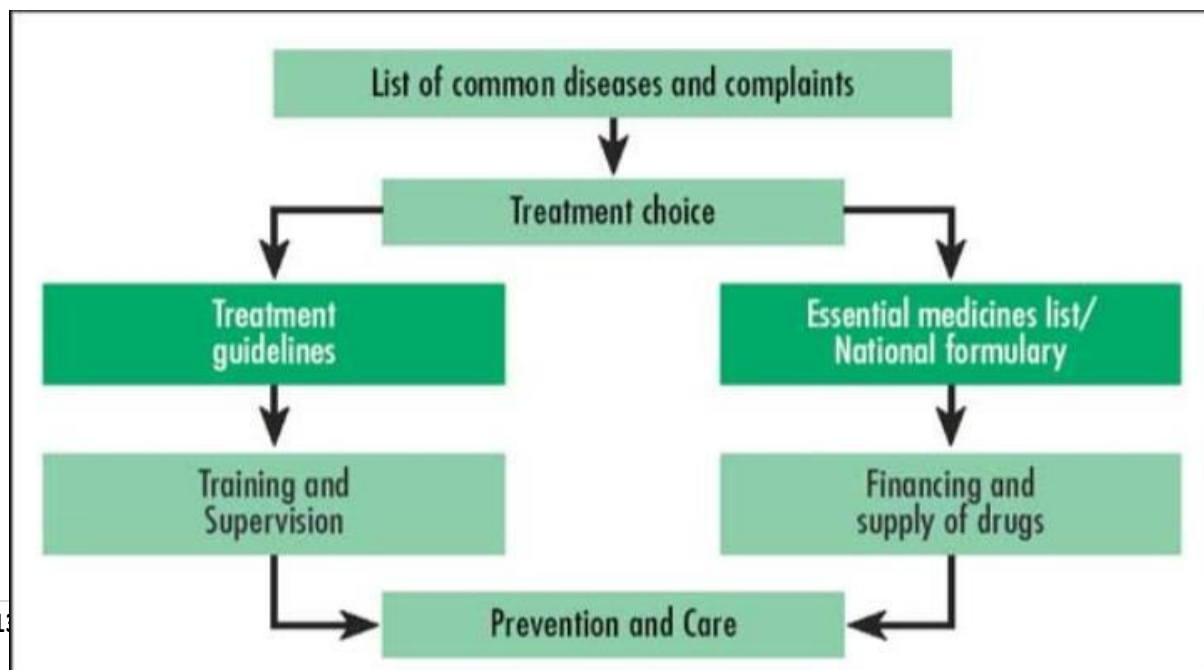 List of common diseases and complaints
Treatment choice
Treatment
guidelines
Essential medicines list/
National formulary
Training and
Supervision
Financing and
supply of drugs
Prevention and Care